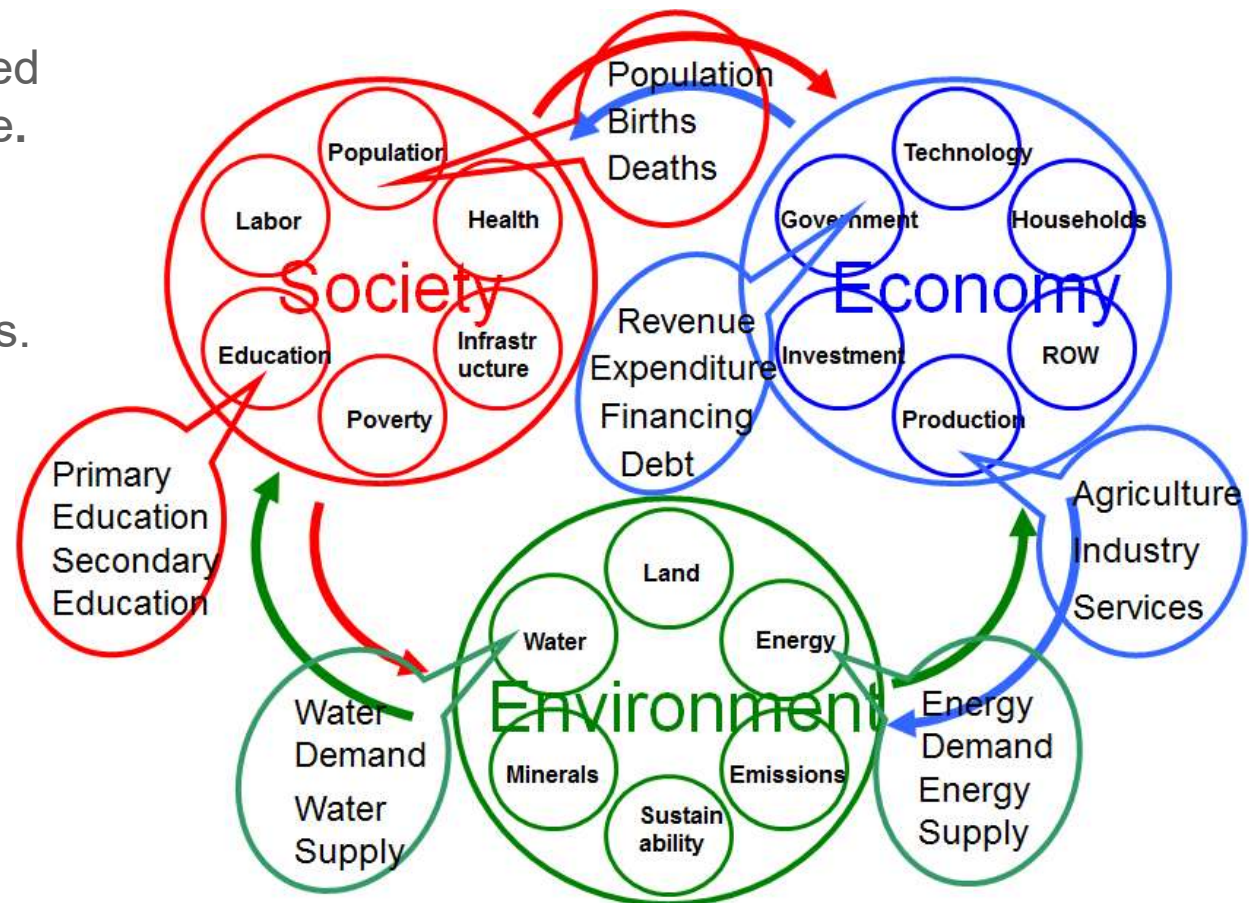 ed
e.
s.
Population
Births
Deaths
Population
Labor
Health
Society
Education
Infrastr
ucture
Poverty
Primary
Education
Secondary
Education
Technology
Government
Households
Economy
Investment
ROW
Production
Revenue
Expenditure
Financing
Debt
Agriculture
Industry
Services
Land
Water
Energy
Environment
Minerals
Emissions
Sustain
ability
Water
Demand
Water
Supply
Energy
Demand
Energy
Supply